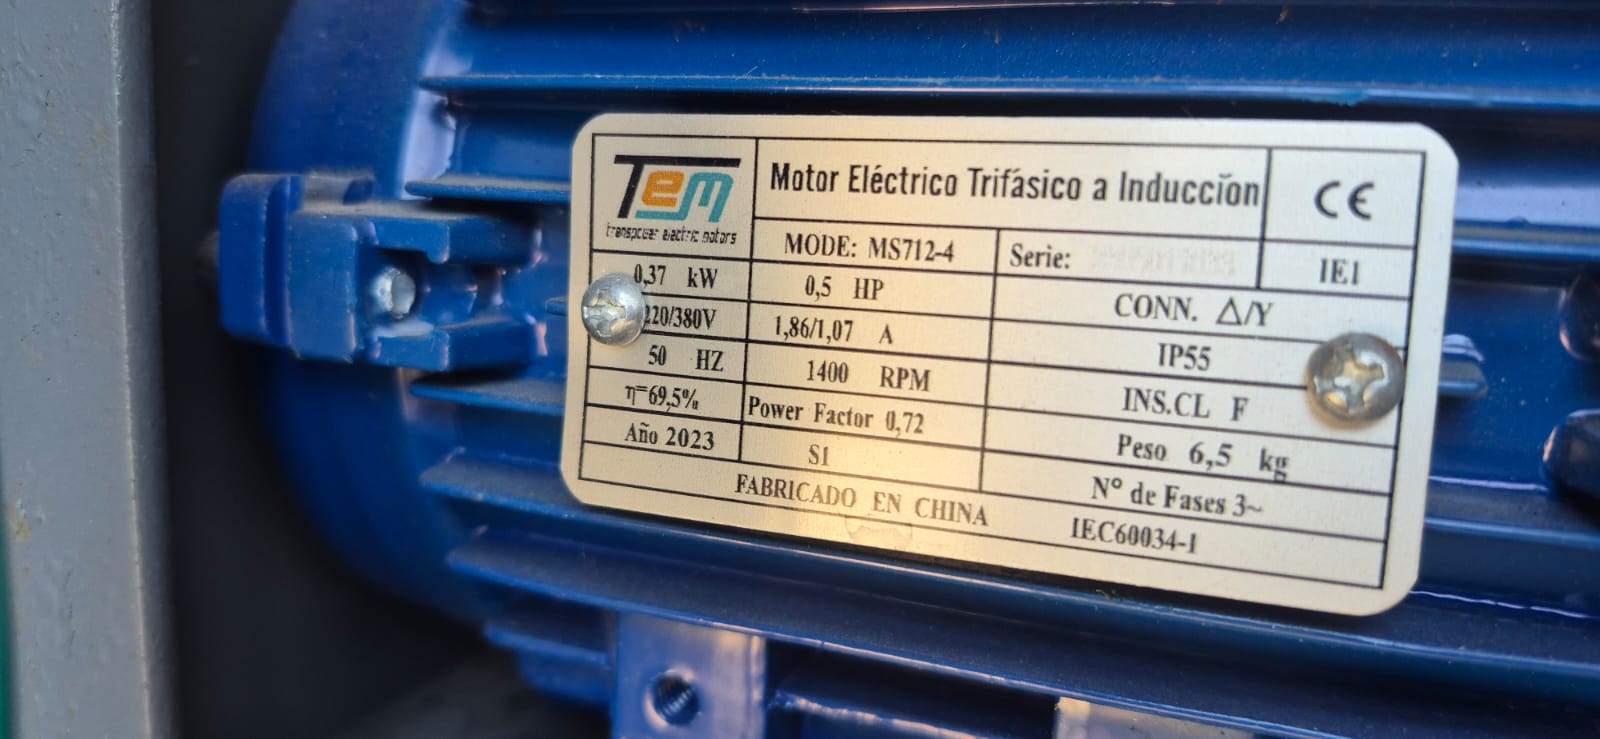 TEM
transpower electric motors
Motor Eléctrico Trifásico a Inducción
CE
MODE: MS712-4
Serie:
IE1
0,37 kW
0,5 HP
CONN. △/Y
220/380V
1,86/1,07 A
IP55
50 HZ
1400 RPM
INS.CL F
η=69,5%
Power Factor 0,72
Peso 6,5 kg
Año 2023
S1
N° de Fases 3~
FABRICADO EN CHINA
IEC60034-1